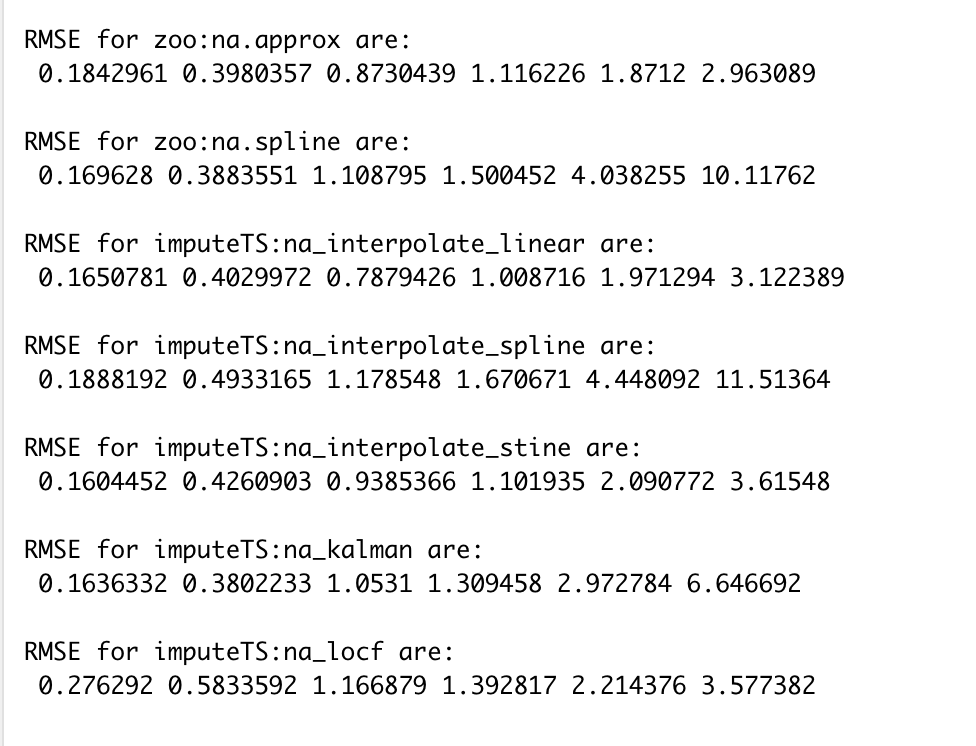 RMSE for zoo:na.approx are:
0.1842961 0.3980357 0.8730439 1.116226 1.8712 2.963089
RMSE for zoo:na.spline are:
0.169628 0.3883551 1.108795 1.500452 4.038255 10.11762
RMSE for imputeTS:na_interpolate_linear are:
0.1650781 0.4029972 0.7879426 1.008716 1.971294 3.122389
RMSE for imputeTS:na_interpolate_spline are:
0.1888192 0.4933165 1.178548 1.670671 4.448092 11.51364
RMSE for imputeTS:na_interpolate_stine are:
0.1604452 0.4260903 0.9385366 1.101935 2.090772 3.61548
RMSE for imputeTS:na_kalman are:
0.1636332 0.3802233 1.0531 1.309458 2.972784 6.646692
RMSE for imputeTS:na_locf are:
0.276292 0.5833592 1.166879 1.392817 2.214376 3.577382